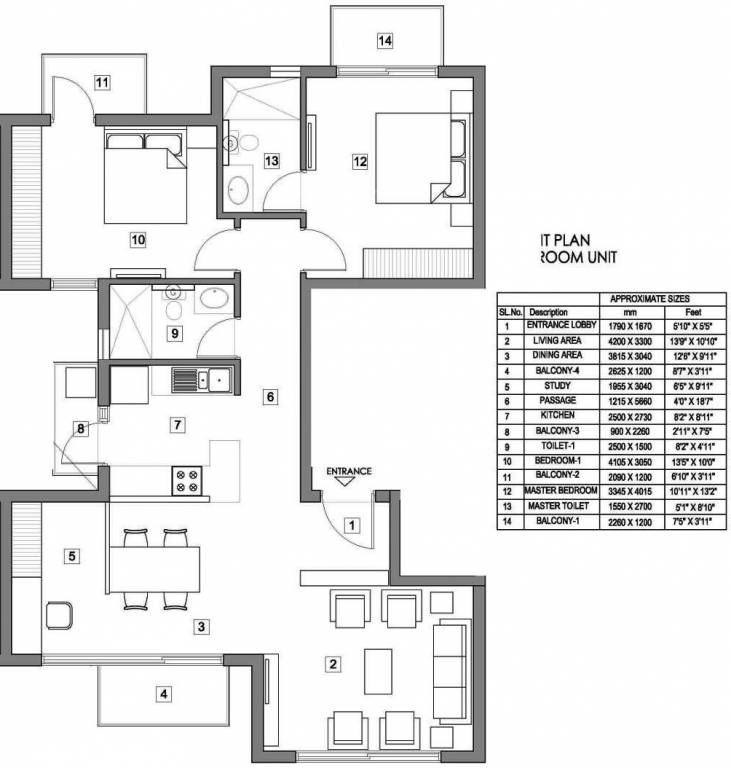 14
11
13
12
10
9
6
7
8
ENTRANCE
1
5
3
2
4
IT PLAN
ROOM UNIT
APPROXIMATE SIZES
SL.No. Description mm Feet
1 ENTRANCE LOBBY 1790 X 1670 5'10" X 5'5"
2 LIVING AREA 4200 X 3300 13'9" X 10'10"
3 DINING AREA 3815 X 3040 12'6" X 9'11"
4 BALCONY-4 2625 X 1200 8'7" X 3'11"
5 STUDY 1955 X 3040 6'5" X 9'11"
6 PASSAGE 1215 X 5660 4'0" X 18'7"
7 KITCHEN 2500 X 2730 8'2" X 8'11"
8 BALCONY-3 900 X 2260 2'11" X 7'5"
9 TOILET-1 2500 X 1500 8'2" X 4'11"
10 BEDROOM-1 4105 X 3050 13'5" X 10'0"
11 BALCONY-2 2090 X 1200 6'10" X 3'11"
12 MASTER BEDROOM 3345 X 4015 10'11" X 13'2"
13 MASTER TOILET 1550 X 2700 5'1" X 8'10"
14 BALCONY-1 2260 X 1200 7'5" X 3'11"